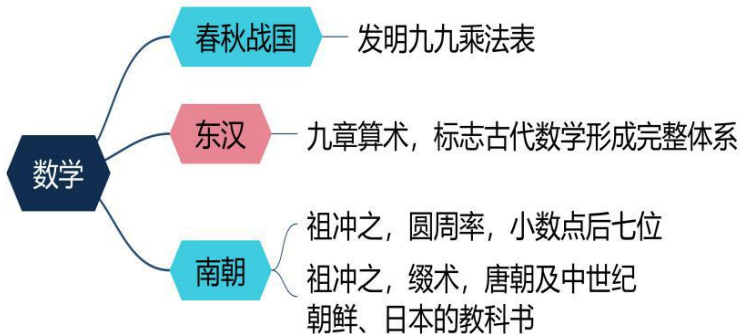 数学
春秋战国
发明九九乘法表
东汉
九章算术，标志古代数学形成完整体系
南朝
祖冲之，圆周率，小数点后七位
祖冲之，缀术，唐朝及中世纪
朝鲜、日本的教科书